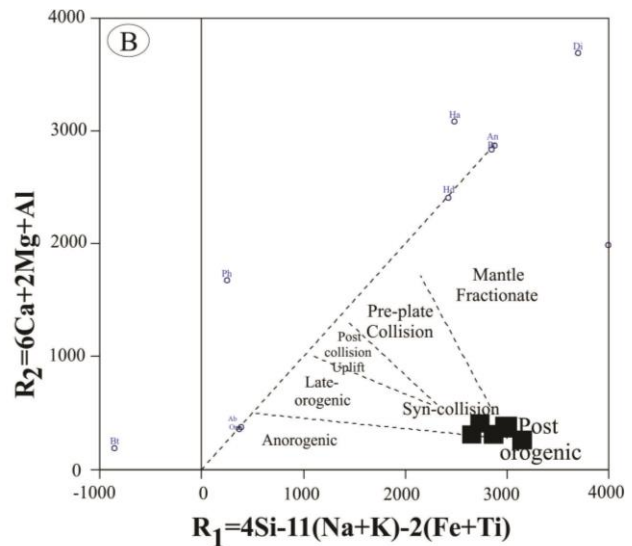 4000
B
Di
Ha
3000
An
Hd
R2=6Ca+2Mg+Al
2000
Ph
Mantle
Fractionate
Pre-plate
Collision
Post
collision
Uplift
1000
Late-
orogenic
Syn-collision
Ab
Anorogenic
Post
orogenic
Bt
0
-1000
0
1000
2000
3000
4000
R1=4Si-11(Na+K)-2(Fe+Ti)